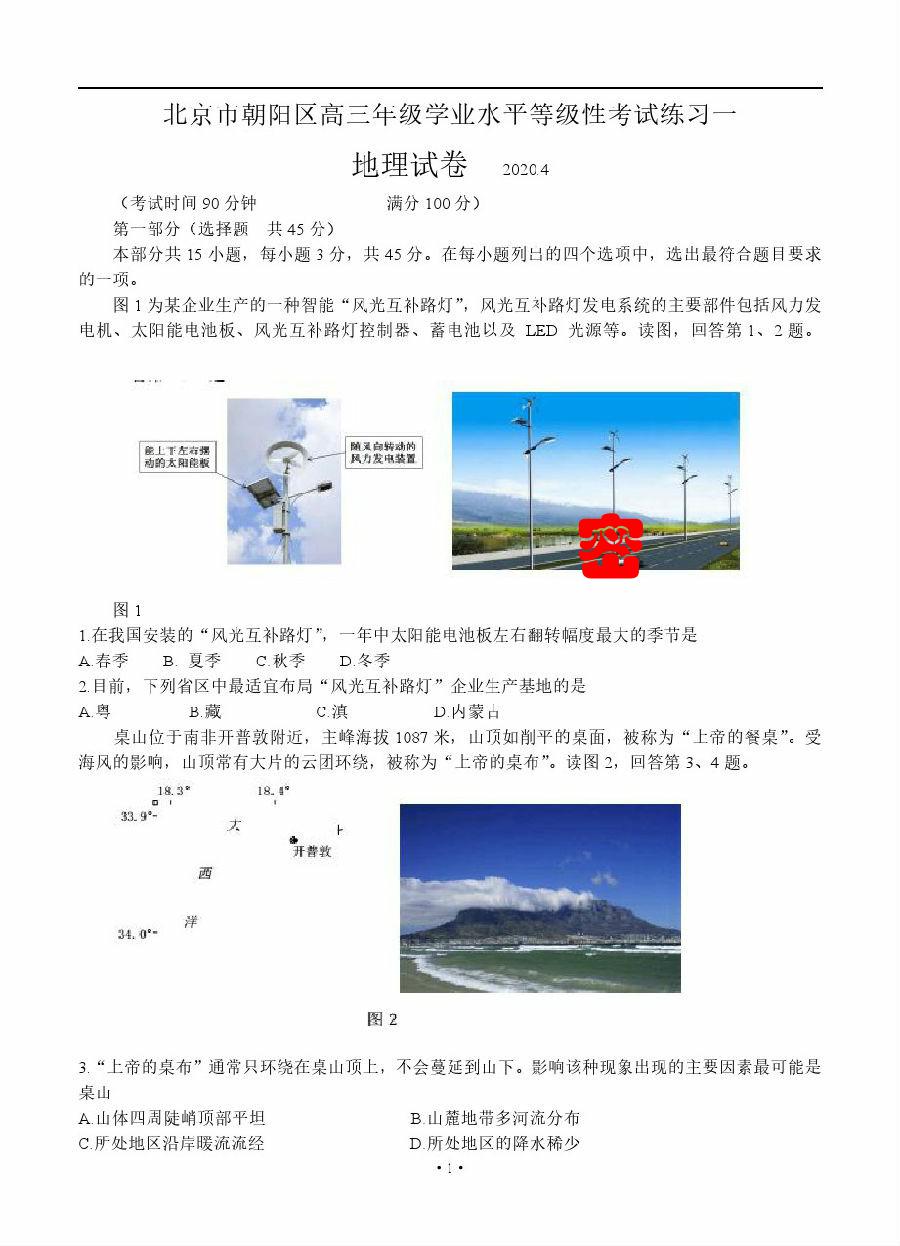 北京市朝阳区高三年级学业水平等级性考试练习一
地理试卷 2020.4
（考试时间 90 分钟 满分 100 分）
第一部分（选择题 共 45 分）
本部分共 15 小题，每小题 3 分，共 45 分。在每小题列出的四个选项中，选出最符合题目要求
的一项。
图 1 为某企业生产的一种智能“风光互补路灯”，风光互补路灯发电系统的主要部件包括风力发
电机、太阳能电池板、风光互补路灯控制器、蓄电池以及 LED 光源等。读图，回答第 1、2 题。
能上下左右摆
动的太阳能板
随风向转动的
风力发电装置
图 1
1.在我国安装的“风光互补路灯”，一年中太阳能电池板左右翻转幅度最大的季节是
A.春季 B. 夏季 C.秋季 D.冬季
2.目前，下列省区中最适宜布局“风光互补路灯”企业生产基地的是
A.粤 B.藏 C.滇 D.内蒙古
桌山位于南非开普敦附近，主峰海拔 1087 米，山顶如削平的桌面，被称为“上帝的餐桌”。受
海风的影响，山顶常有大片的云团环绕，被称为“上帝的桌布”。读图 2，回答第 3、4 题。
18.3° 18.4°
33.9°
大
开普敦
西
洋
34.0°
图 2
3.“上帝的桌布”通常只环绕在桌山顶上，不会蔓延到山下。影响该种现象出现的主要因素最可能是
桌山
A.山体四周陡峭顶部平坦 B.山麓地带多河流分布
C.所处地区沿岸暖流流经 D.所处地区的降水稀少
·1·